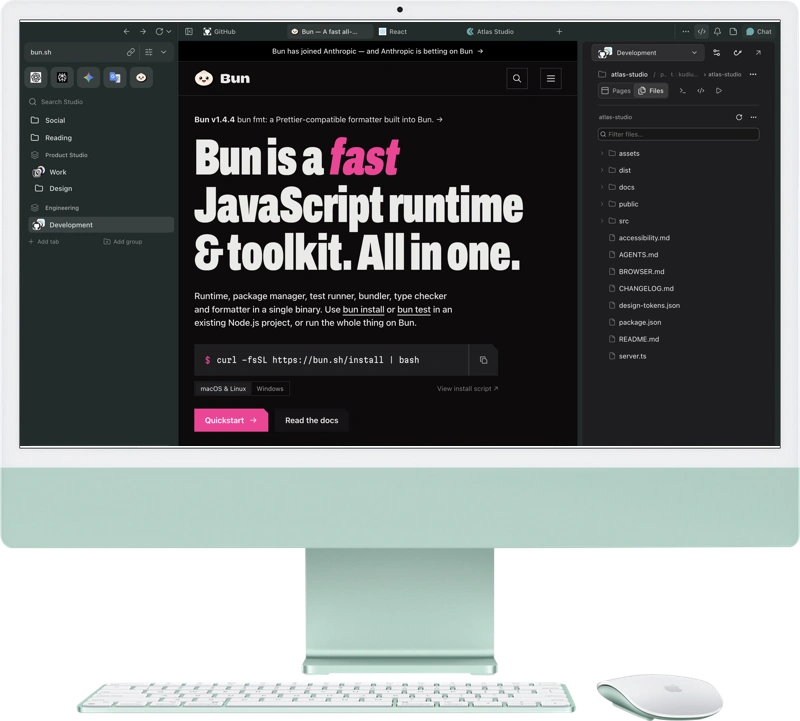 GitHub
Bun — A fast all-...
React
Atlas Studio
Chat
bun.sh
Search Studio
Social
Reading
Product Studio
Work
Design
Engineering
Development
Add tab
Add group
Bun has joined Anthropic — and Anthropic is betting on Bun →
Bun
Bun v1.4.4 bun fmt: a Prettier-compatible formatter built into Bun. →
Bun is a fast
JavaScript runtime
& toolkit. All in one.
Runtime, package manager, test runner, bundler, type checker
and formatter in a single binary. Use bun install or bun test in an
existing Node.js project, or run the whole thing on Bun.
$ curl -fsSL https://bun.sh/install | bash
macOS & Linux
Windows
View install script ↗
Quickstart →
Read the docs
Development
atlas-studio / p.. t.. kudlu... › atlas-studio
Pages
Files
atlas-studio
Filter files...
assets
dist
docs
public
src
accessibility.md
AGENTS.md
BROWSER.md
CHANGELOG.md
design-tokens.json
package.json
README.md
server.ts